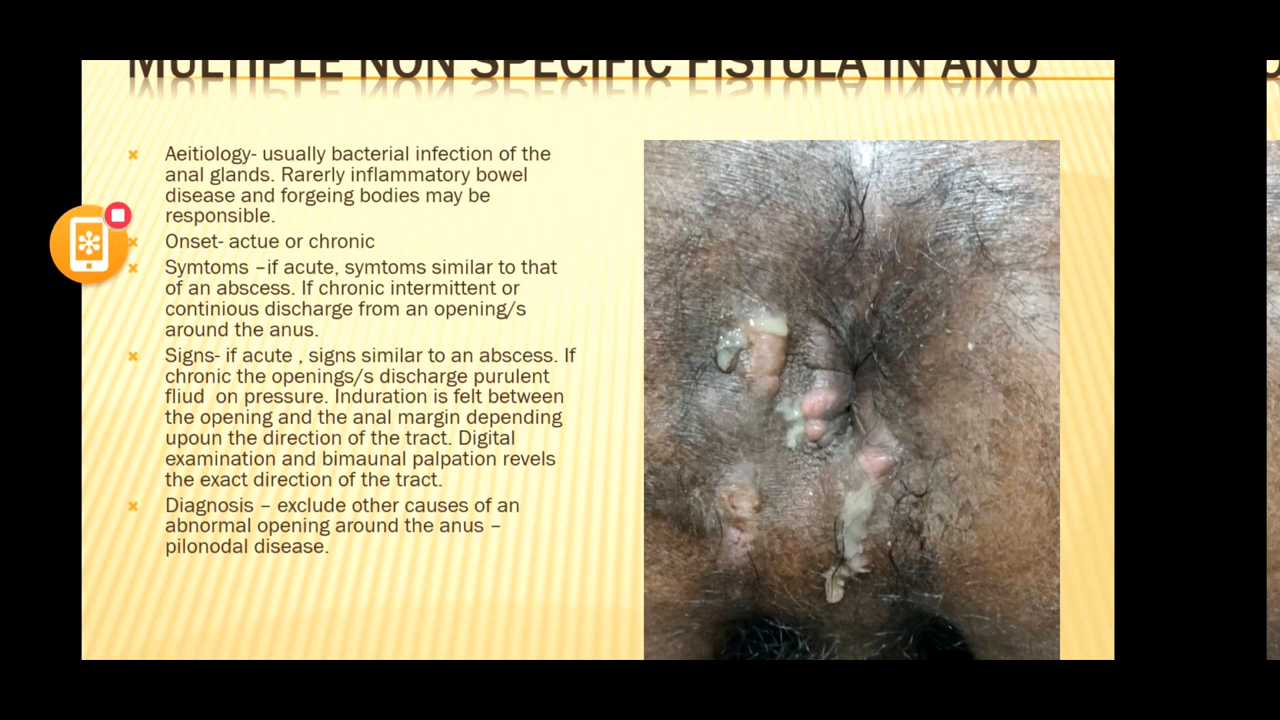 MULTIPLE NON SPECIFIC FISTULA IN ANO
Aeitiology- usually bacterial infection of the
anal glands. Rarerly inflammatory bowel
disease and forgeing bodies may be
responsible.
Onset- actue or chronic
Symtoms –if acute, symtoms similar to that
of an abscess. If chronic intermittent or
continious discharge from an opening/s
around the anus.
Signs- if acute , signs similar to an abscess. If
chronic the openings/s discharge purulent
fliud on pressure. Induration is felt between
the opening and the anal margin depending
upoun the direction of the tract. Digital
examination and bimaunal palpation revels
the exact direction of the tract.
Diagnosis – exclude other causes of an
abnormal opening around the anus –
pilonodal disease.